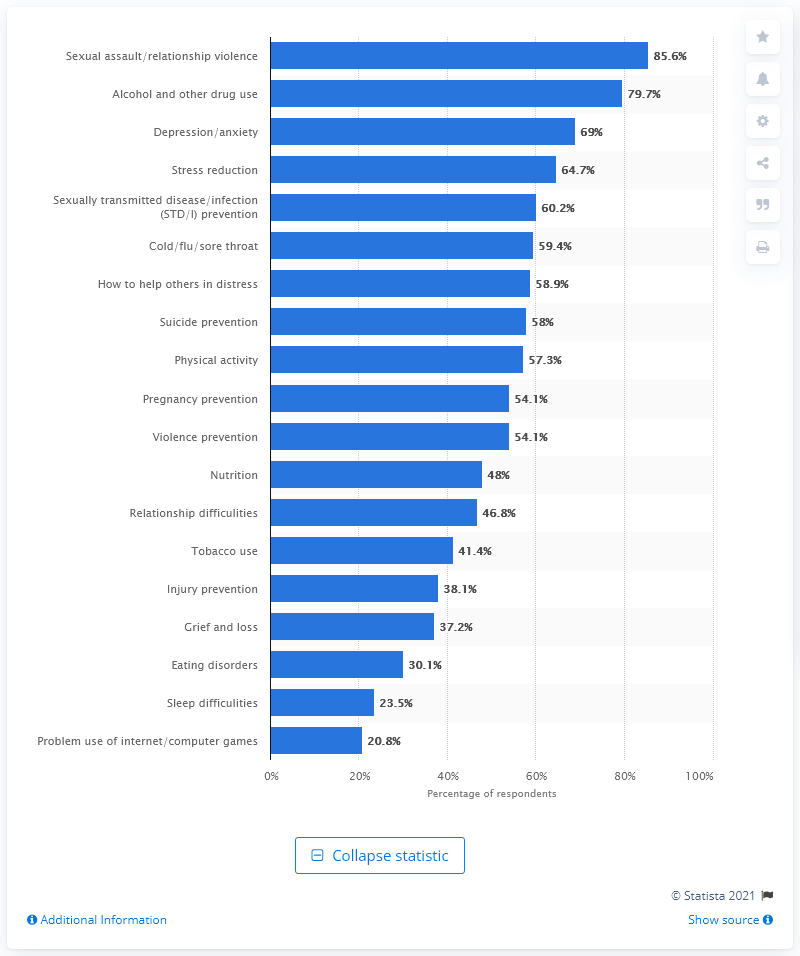 Sexual assault/relationship violence 85.6%
Alcohol and other drug use 79.7%
Depression/anxiety 69%
Stress reduction 64.7%
Sexually transmitted disease/infection
(STD/I) prevention 60.2%
Cold/flu/sore throat 59.4%
How to help others in distress 58.9%
Suicide prevention 58%
Physical activity 57.3%
Pregnancy prevention 54.1%
Violence prevention 54.1%
Nutrition 48%
Relationship difficulties 46.8%
Tobacco use 41.4%
Injury prevention 38.1%
Grief and loss 37.2%
Eating disorders 30.1%
Sleep difficulties 23.5%
Problem use of internet/computer games 20.8%
0% 20% 40% 60% 80% 100%
Percentage of respondents
Collapse statistic
© Statista 2021
Additional Information Show source